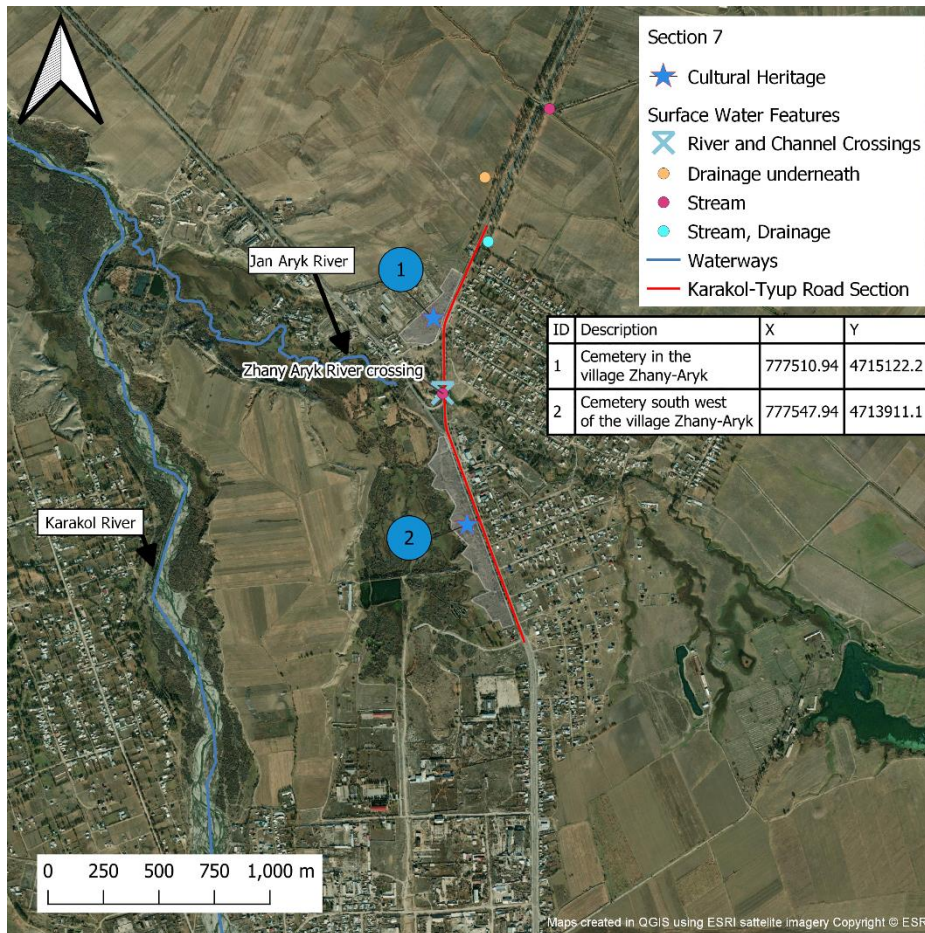 Section 7
Cultural Heritage
Surface Water Features
River and Channel Crossings
Drainage underneath
Stream
Stream, Drainage
Waterways
Karakol-Tyup Road Section
Jan Aryk River
1
Zhany Aryk River crossing
ID Description X Y
1 Cemetery in the village Zhany-Aryk 777510.94 4715122.2
2 Cemetery south west of the village Zhany-Aryk 777547.94 4713911.1
Karakol River
2
0 250 500 750 1,000 m
Maps created in QGIS using ESRI sattelite imagery Copyright © ESR